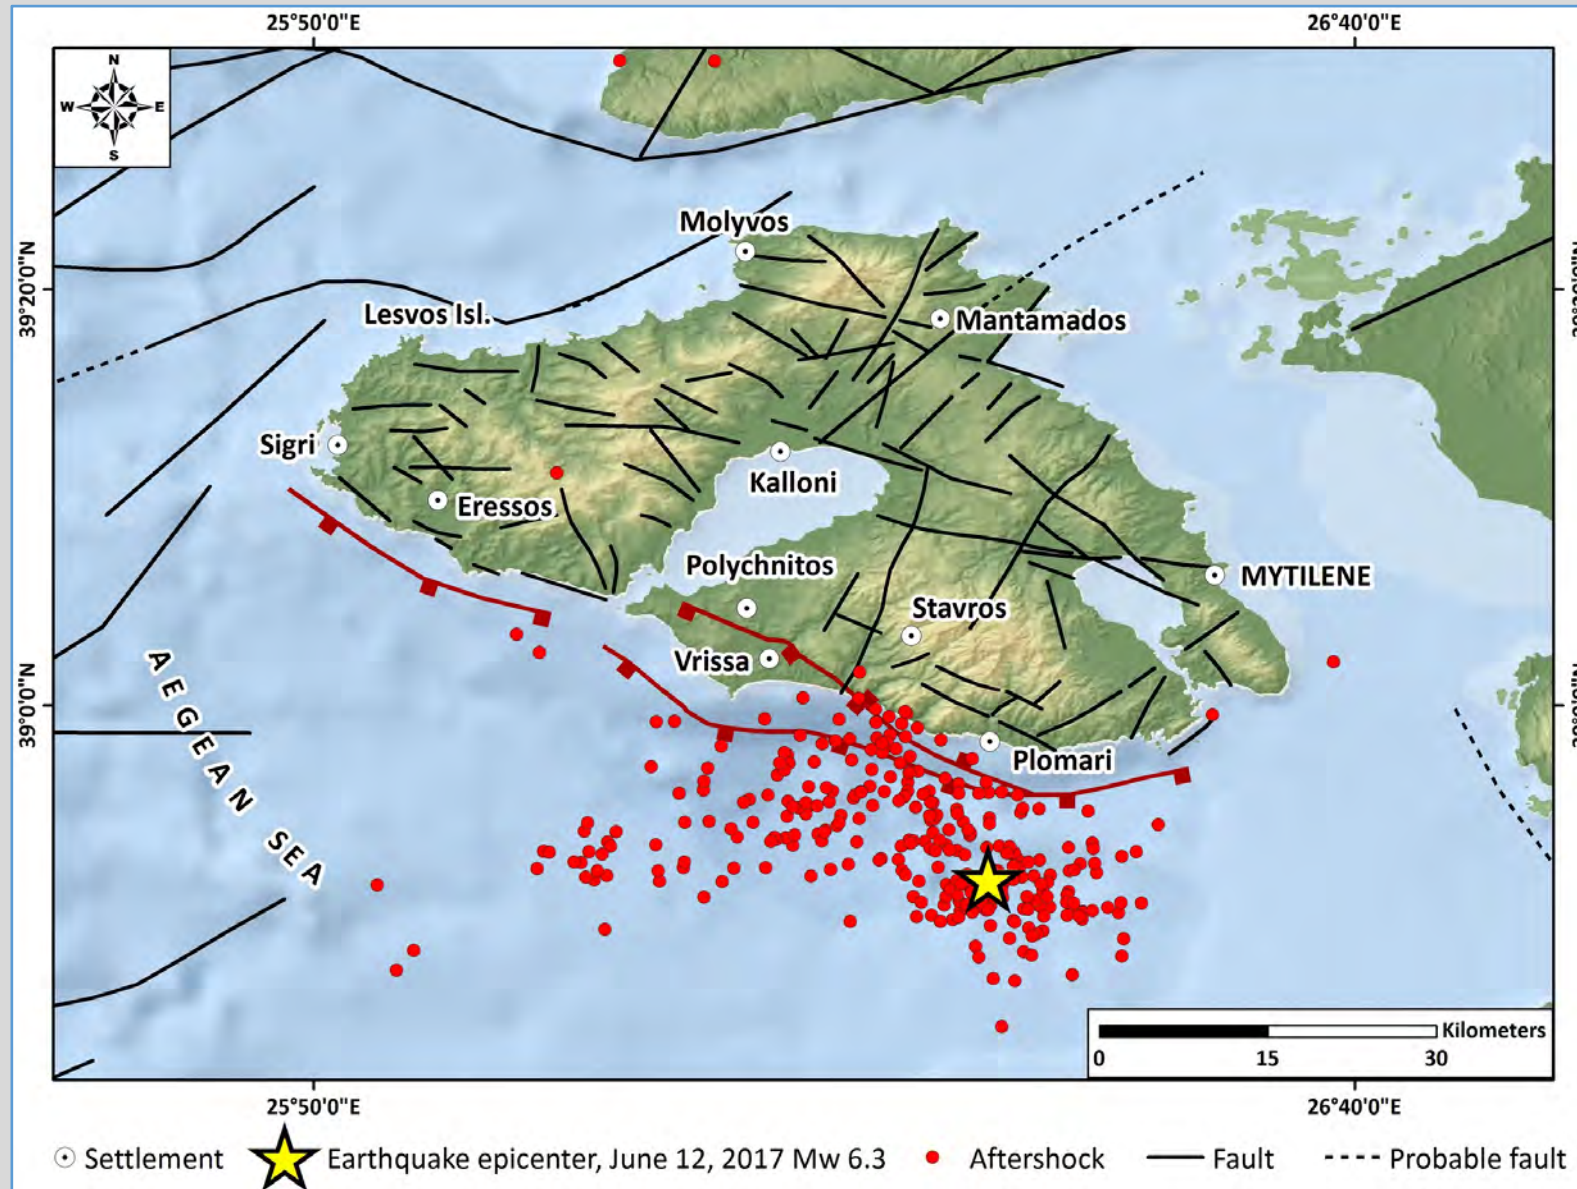 25°50'0"E
26°40'0"E
N
W
E
S
39°20'0"N
Molyvos
Lesvos Isl.
Mantamados
Sigri
Kalloni
Eressos
Polychnitos
MYTILENE
Stavros
Vrissa
39°0'0"N
AEGEAN SEA
Plomari
Kilometers
0
15
30
25°50'0"E
26°40'0"E
Settlement
Earthquake epicenter, June 12, 2017 Mw 6.3
Aftershock
Fault
Probable fault